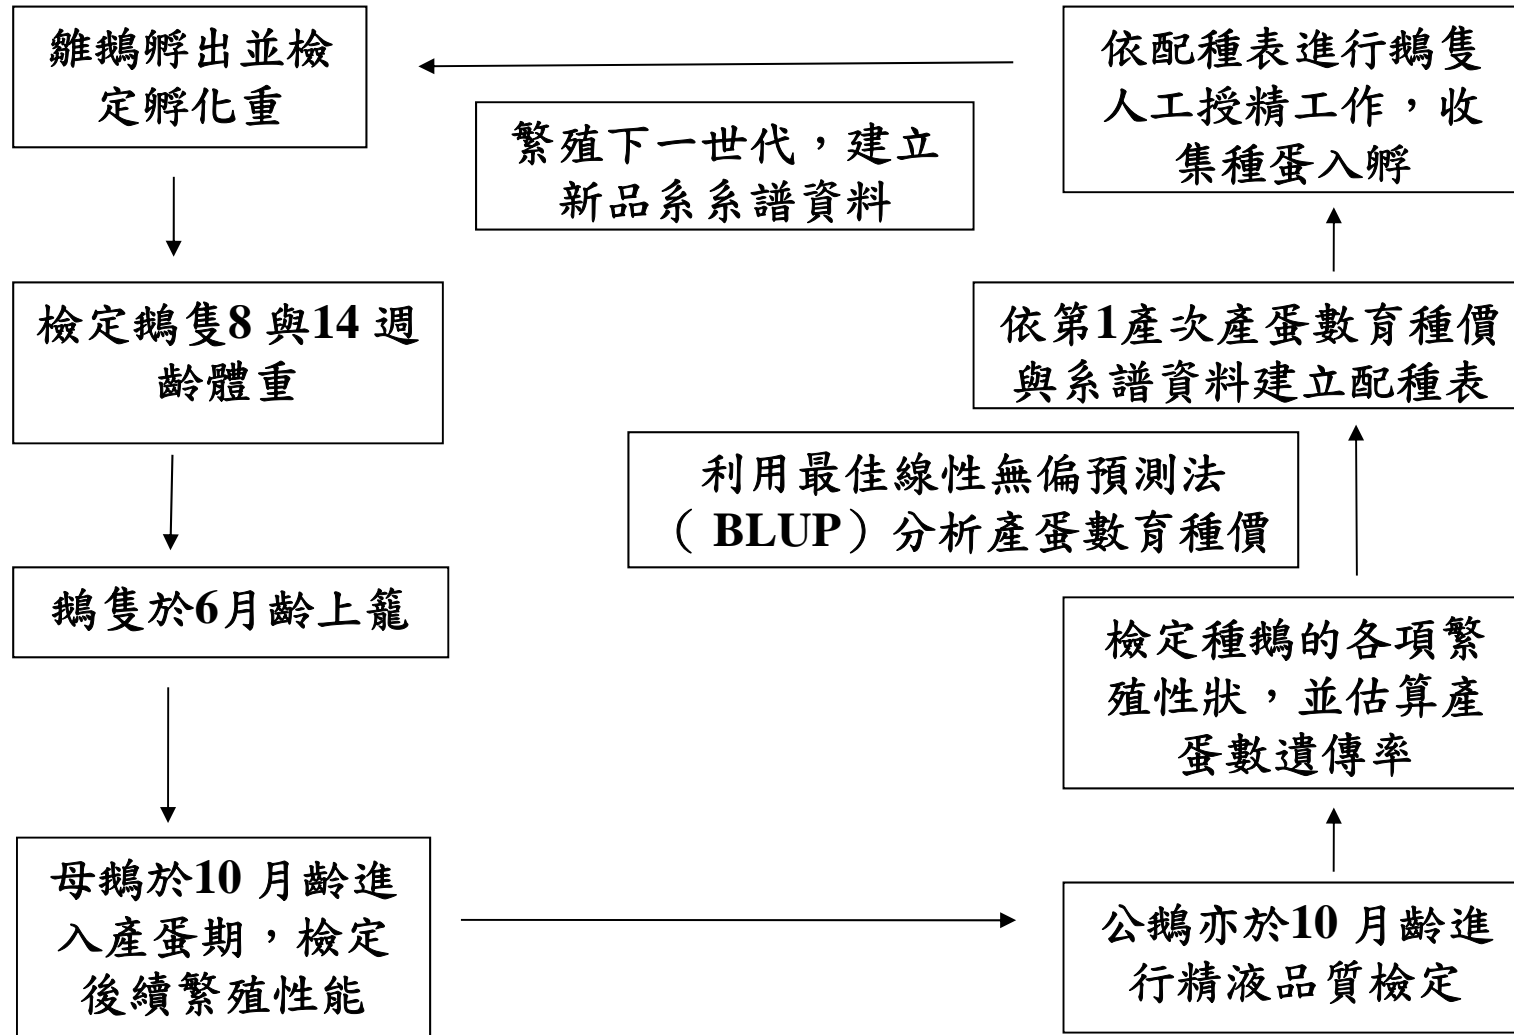 雛鵝孵出並檢
定孵化重
依配種表進行鵝隻
人工授精工作，收
集種蛋入孵
繁殖下一世代，建立
新品系系譜資料
檢定鵝隻8 與14 週
齡體重
依第1產次產蛋數育種價
與系譜資料建立配種表
利用最佳線性無偏預測法
（ BLUP）分析產蛋數育種價
鵝隻於6月齡上籠
檢定種鵝的各項繁
殖性狀，並估算產
蛋數遺傳率
母鵝於10 月齡進
入產蛋期，檢定
後續繁殖性能
公鵝亦於10 月齡進
行精液品質檢定